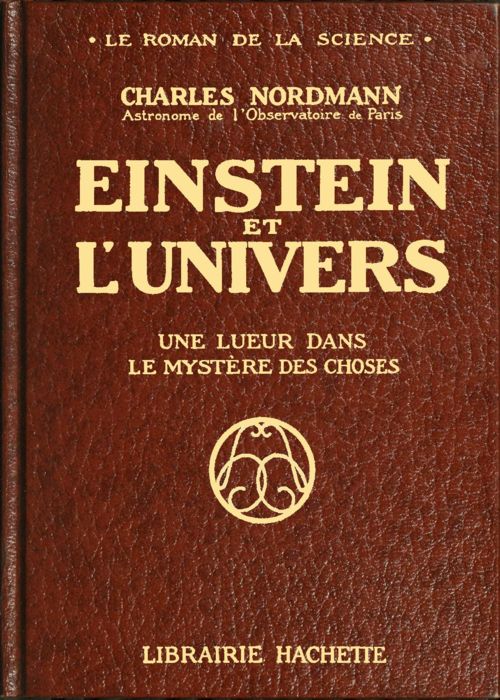 • LE ROMAN DE LA SCIENCE •
CHARLES NORDMANN
Astronome de l'Observatoire de Paris
EINSTEIN
ET
L'UNIVERS
UNE LUEUR DANS
LE MYSTÈRE DES CHOSES
LIBRAIRIE HACHETTE